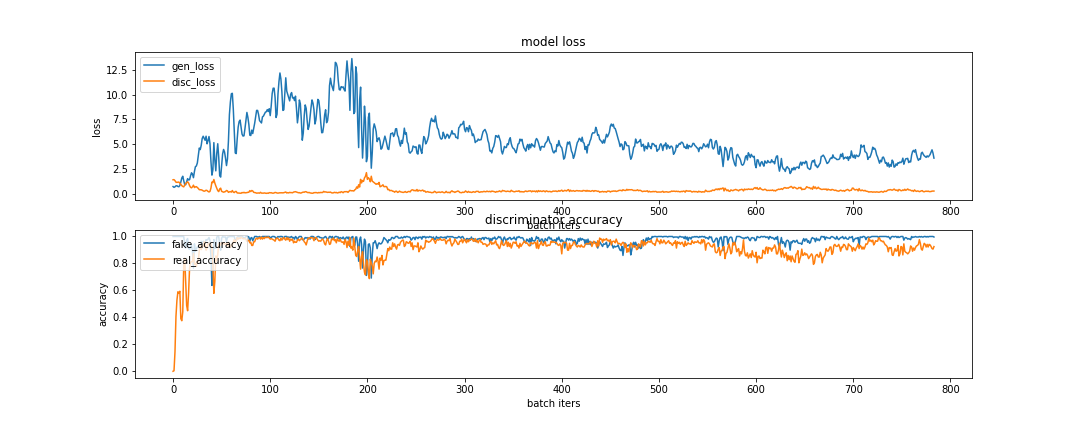 model loss
gen_loss
disc_loss
12.5
10.0
7.5
5.0
2.5
0.0
loss
0 100 200 300 400 500 600 700 800
batch iters
discriminator accuracy
fake_accuracy
real_accuracy
1.0
0.8
0.6
0.4
0.2
0.0
accuracy
0 100 200 300 400 500 600 700 800
batch iters